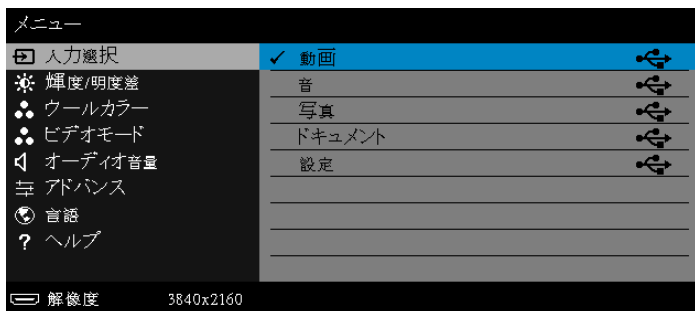 メニュー
入力選択
輝度/明度差
ウールカラー
ビデオモード
オーディオ音量
アドバンス
言語
? ヘルプ
✓ 動画
音
写真
ドキュメント
設定
解像度 3840x2160